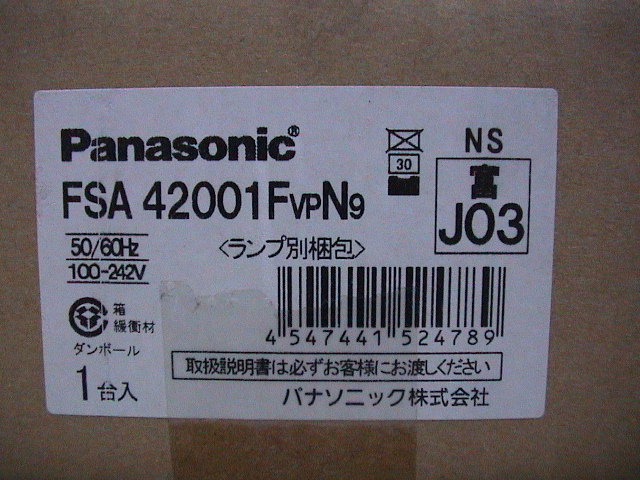 Panasonic®
NS
30
FSA 42001FVPN9
富
J03
50/60Hz
100-242V
〈ランプ別梱包〉
箱
緩衝材
ダンボール
4 547441 524789
1台入
取扱説明書は必ずお客様にお渡しください
パナソニック株式会社